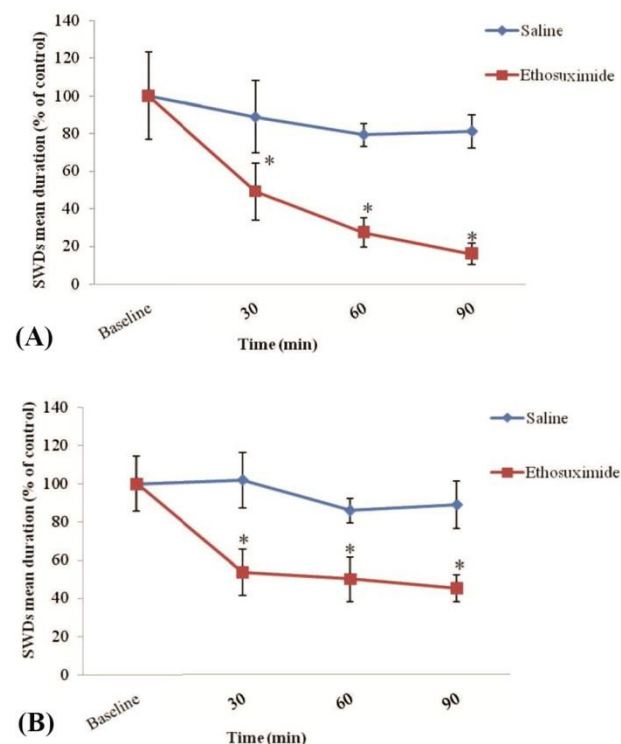 SWDs mean duration (% of control)
140
120
100
80
60
40
20
0
*
*
*
Baseline
30
60
90
Time (min)
Saline
Ethosuximide
(A)
SWDs mean duration (% of control)
140
120
100
80
60
40
20
0
*
*
*
Baseline
30
60
90
Time (min)
Saline
Ethosuximide
(B)